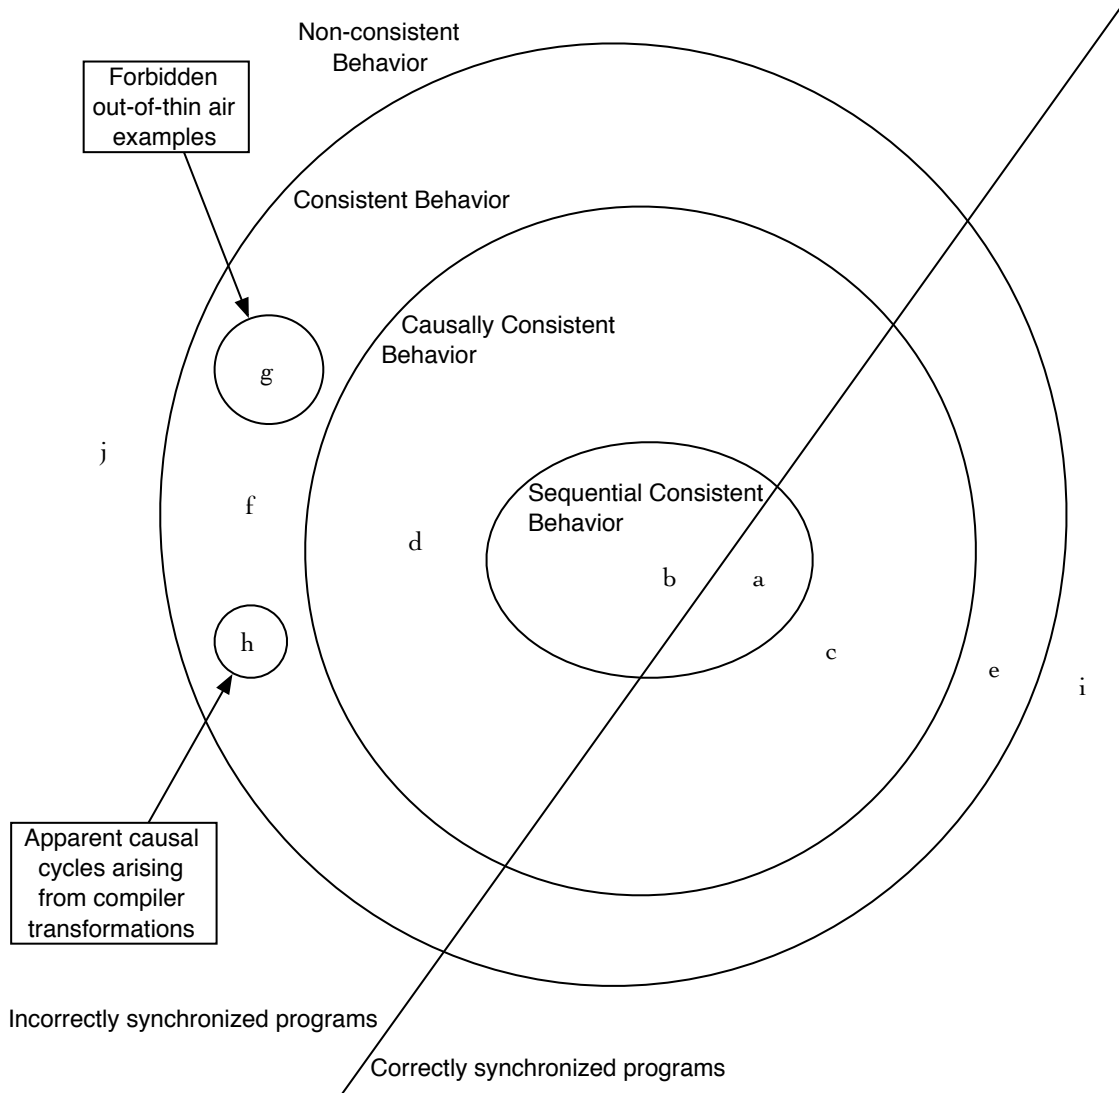 Non-consistent
Behavior
Forbidden
out-of-thin air
examples
Consistent Behavior
Causally Consistent
Behavior
g
j
Sequential Consistent
Behavior
f
d
b
a
h
c
e
i
Apparent causal
cycles arising
from compiler
transformations
Incorrectly synchronized programs
Correctly synchronized programs